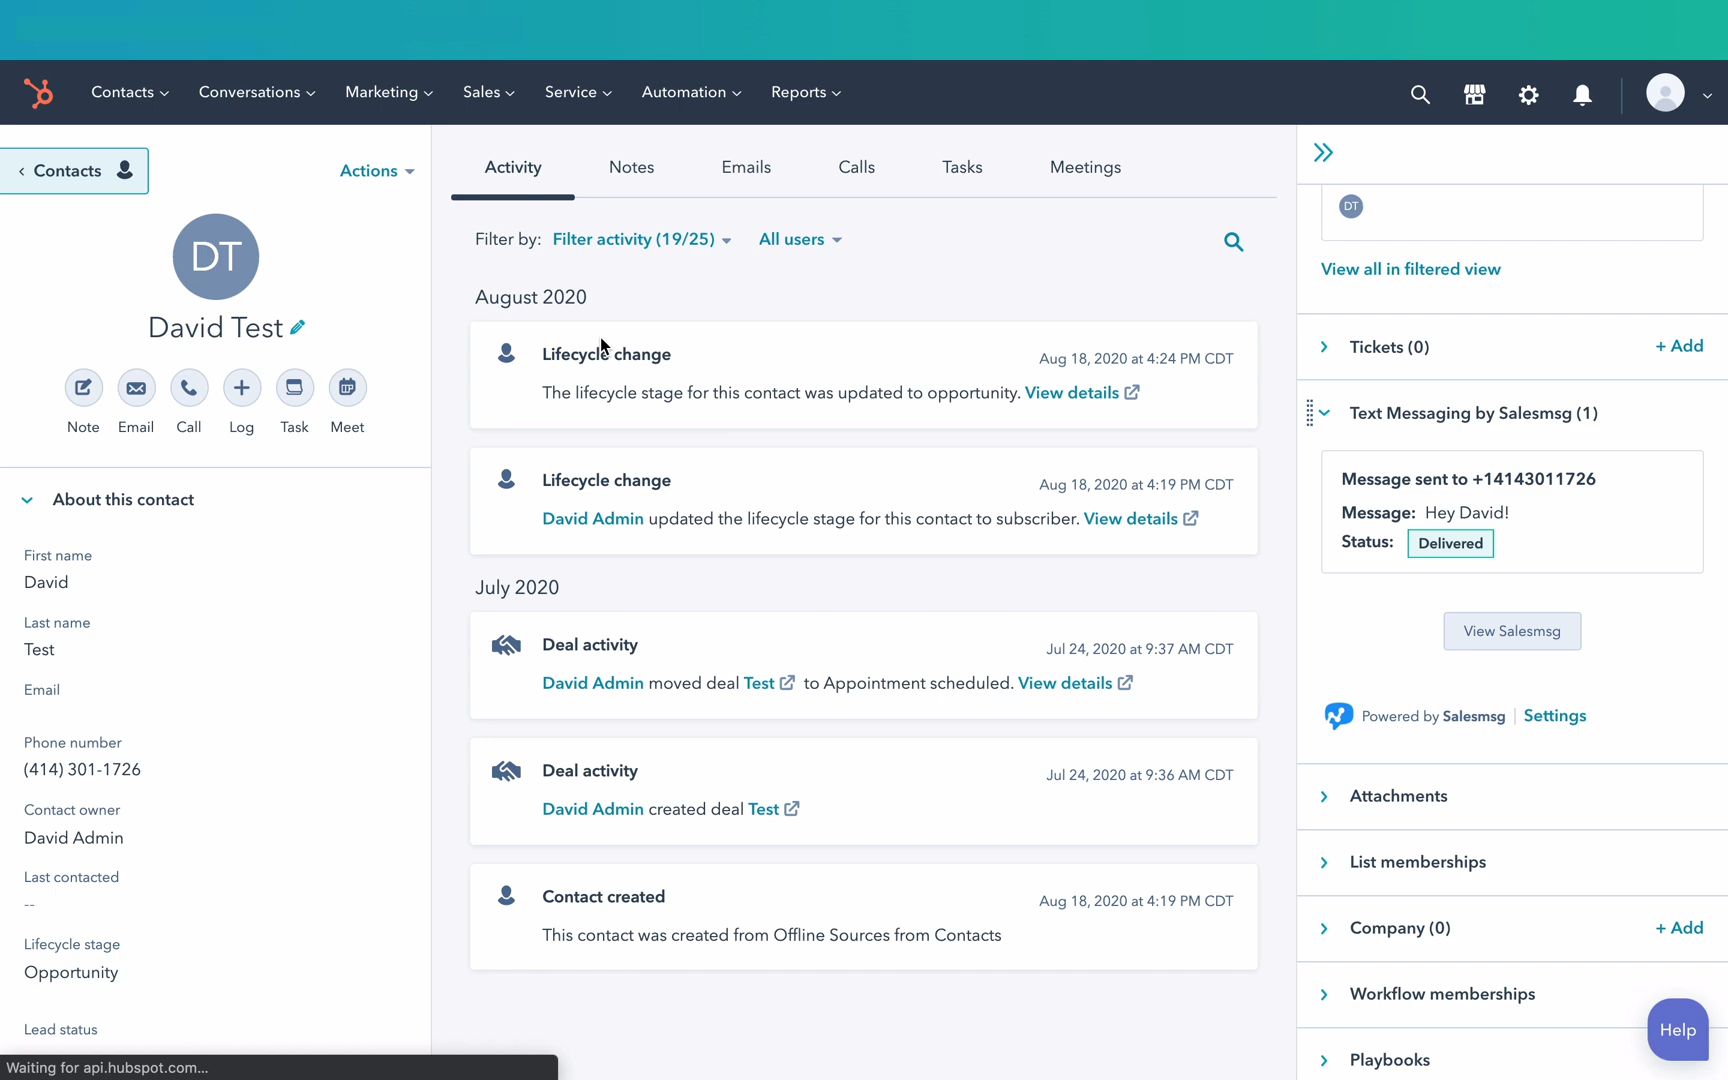 Contacts
Conversations
Marketing
Sales
Service
Automation
Reports
Contacts
Actions
DT
David Test
Note
Email
Call
Log
Task
Meet
About this contact
First name
David
Last name
Test
Email
Phone number
(414) 301-1726
Contact owner
David Admin
Last contacted
--
Lifecycle stage
Opportunity
Lead status
Waiting for api.hubspot.com...
Activity
Notes
Emails
Calls
Tasks
Meetings
Filter by: Filter activity (19/25) All users
August 2020
Lifecycle change
Aug 18, 2020 at 4:24 PM CDT
The lifecycle stage for this contact was updated to opportunity. View details
Lifecycle change
Aug 18, 2020 at 4:19 PM CDT
David Admin updated the lifecycle stage for this contact to subscriber. View details
July 2020
Deal activity
Jul 24, 2020 at 9:37 AM CDT
David Admin moved deal Test to Appointment scheduled. View details
Deal activity
Jul 24, 2020 at 9:36 AM CDT
David Admin created deal Test
Contact created
Aug 18, 2020 at 4:19 PM CDT
This contact was created from Offline Sources from Contacts
DT
View all in filtered view
Tickets (0)
+ Add
Text Messaging by Salesmsg (1)
Message sent to +14143011726
Message: Hey David!
Status: Delivered
View Salesmsg
Powered by Salesmsg | Settings
Attachments
List memberships
Company (0)
+ Add
Workflow memberships
Playbooks
Help